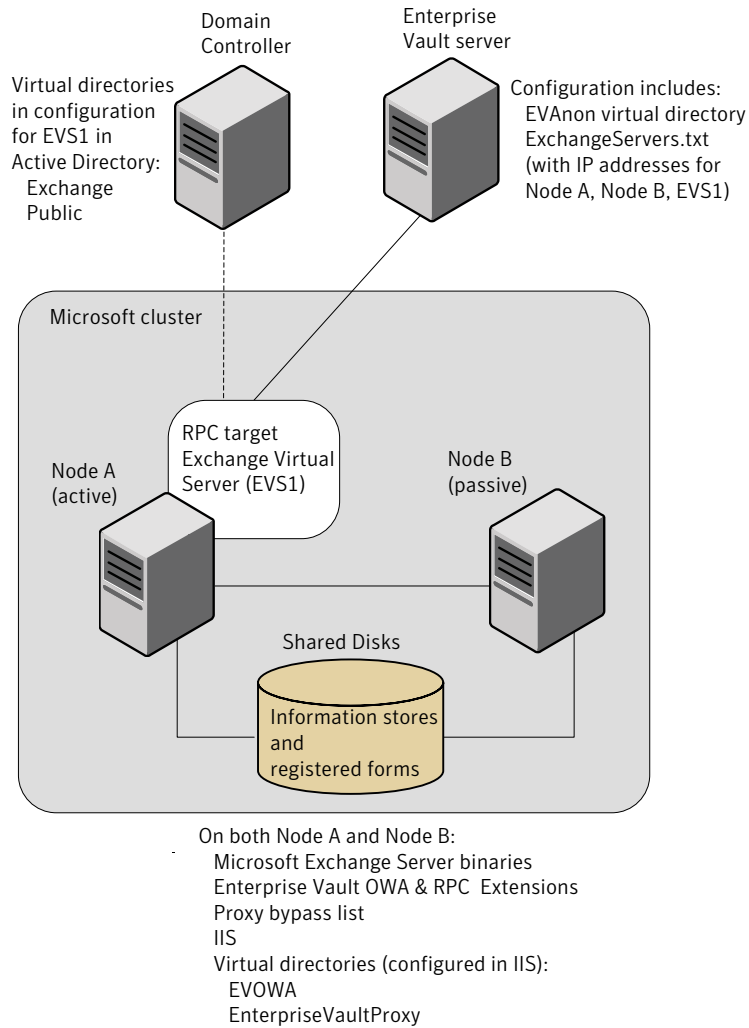 Domain
Controller
Enterprise
Vault server
Virtual directories
in configuration
for EVS1 in
Active Directory:
Exchange
Public
Configuration includes:
EVAnon virtual directory
ExchangeServers.txt
(with IP addresses for
Node A, Node B, EVS1)
Microsoft cluster
RPC target
Exchange Virtual
Server (EVS1)
Node A
(active)
Node B
(passive)
Shared Disks
Information stores
and
registered forms
On both Node A and Node B:
Microsoft Exchange Server binaries
Enterprise Vault OWA & RPC Extensions
Proxy bypass list
IIS
Virtual directories (configured in IIS):
EVOWA
EnterpriseVaultProxy